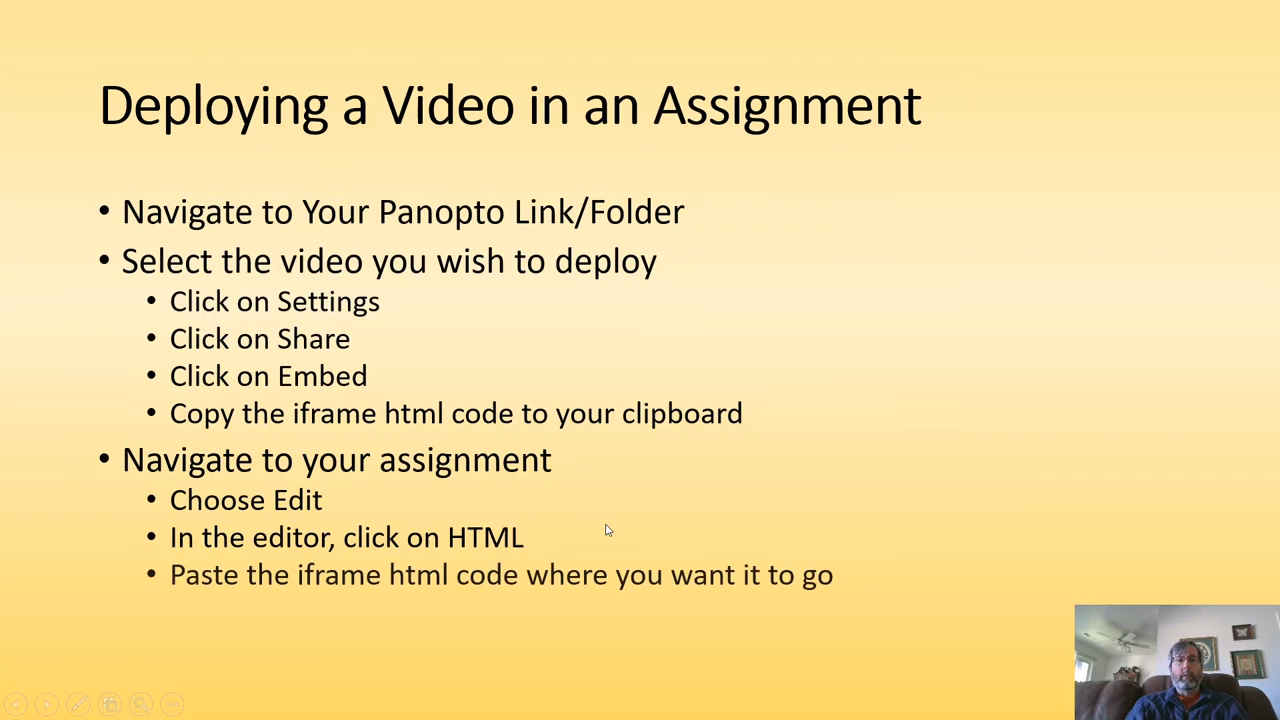 Deploying a Video in an Assignment
• Navigate to Your Panopto Link/Folder
• Select the video you wish to deploy
• Click on Settings
• Click on Share
• Click on Embed
• Copy the iframe html code to your clipboard
• Navigate to your assignment
• Choose Edit
• In the editor, click on HTML
• Paste the iframe html code where you want it to go